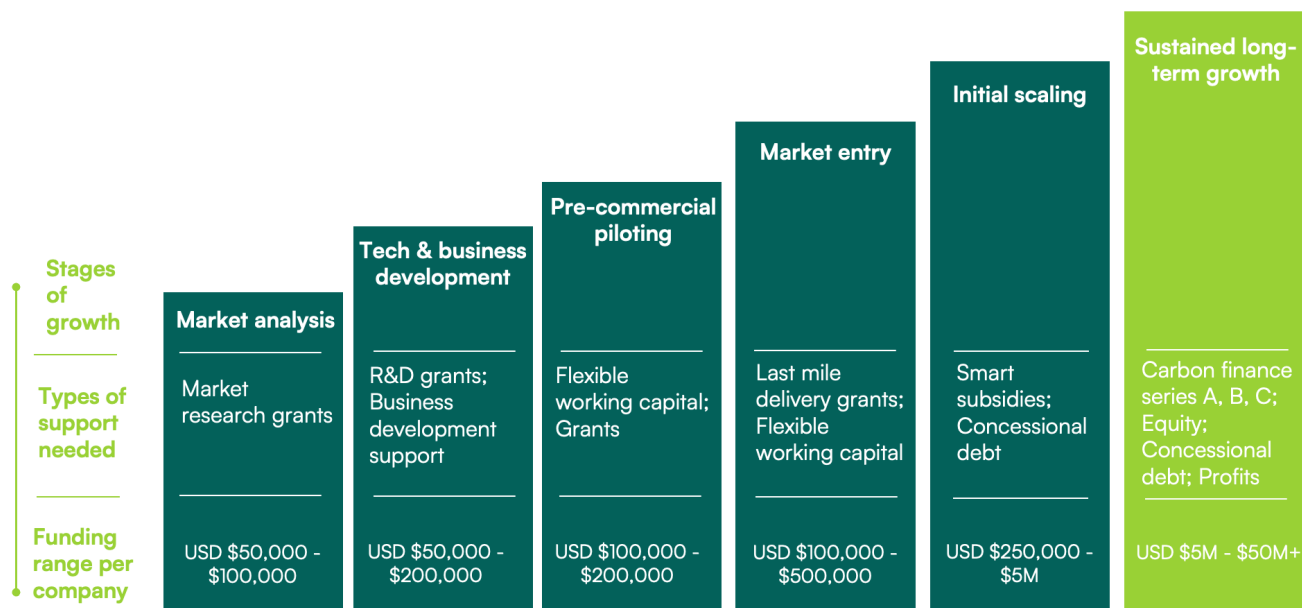 Stages
of
growth
Types of
support
needed
Funding
range per
company
Market analysis
Market
research grants
USD $50,000 -
$100,000
Tech & business
development
R&D grants;
Business
development
support
USD $50,000 -
$200,000
Pre-commercial
piloting
Flexible
working capital;
Grants
USD $100,000 -
$200,000
Market entry
Last mile
delivery grants;
Flexible
working capital
USD $100,000 -
$500,000
Initial scaling
Smart
subsidies;
Concessional
debt
USD $250,000 -
$5M
Sustained long-
term growth
Carbon finance
series A, B, C;
Equity;
Concessional
debt; Profits
USD $5M - $50M+